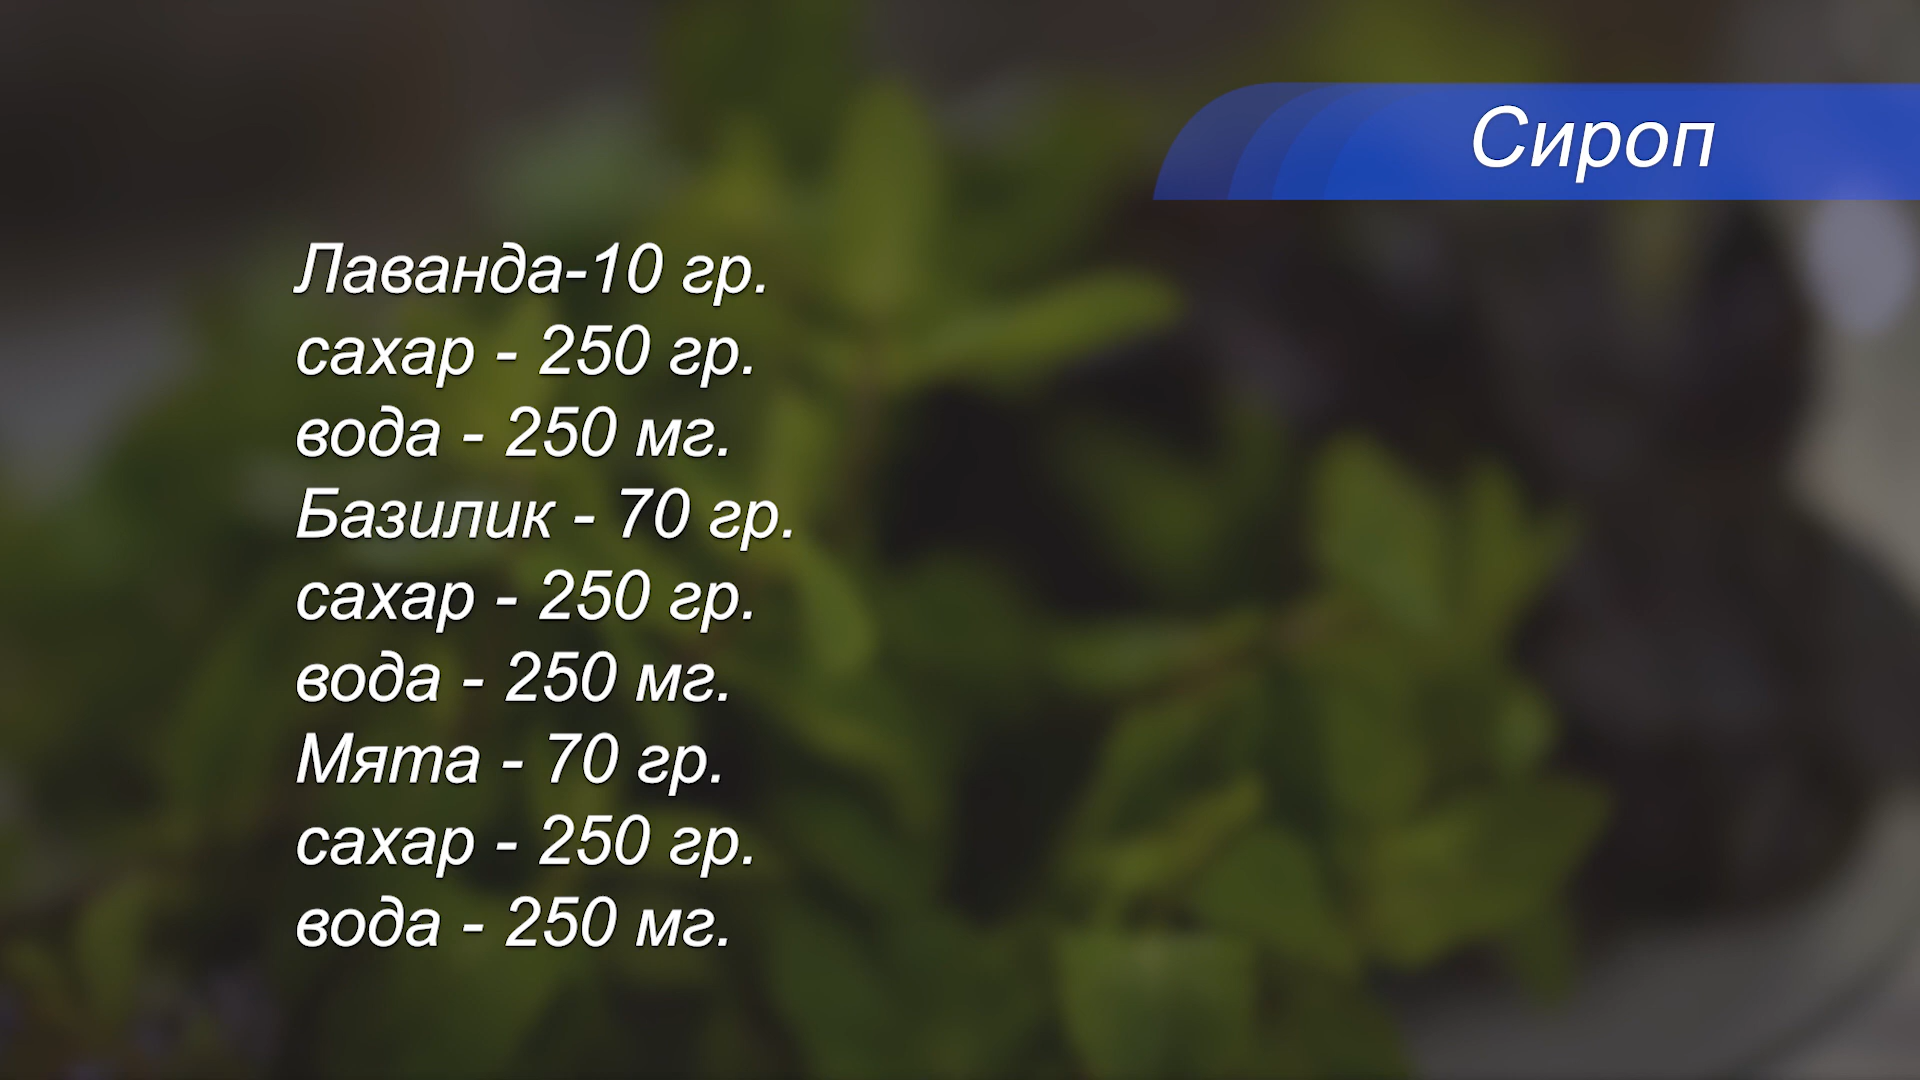 Сироп
Лаванда-10 гр.
сахар - 250 гр.
вода - 250 мг.
Базилик - 70 гр.
сахар - 250 гр.
вода - 250 мг.
Мята - 70 гр.
сахар - 250 гр.
вода - 250 мг.